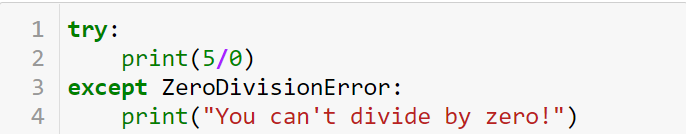 1 try:
2     print(5/0)
3 except ZeroDivisionError:
4     print("You can't divide by zero!")